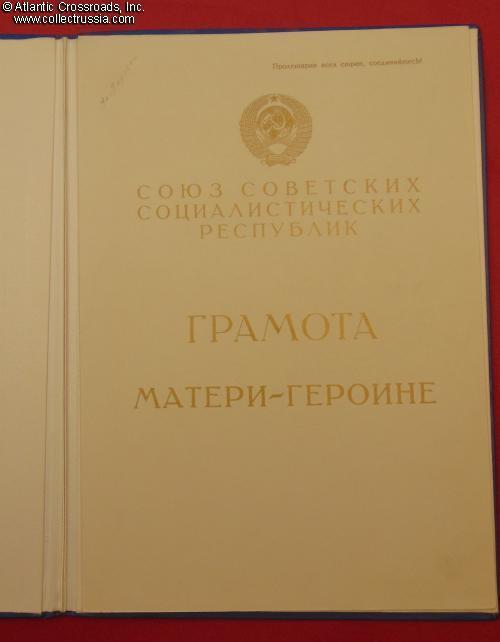 © Atlantic Crossroads, Inc.
www.collectrussia.com
Пролетарии всех стран, соединяйтесь!
СОЮЗ СОВЕТСКИХ
СОЦИАЛИСТИЧЕСКИХ
РЕСПУБЛИК
ГРАМОТА
МАТЕРИ-ГЕРОИНЕ